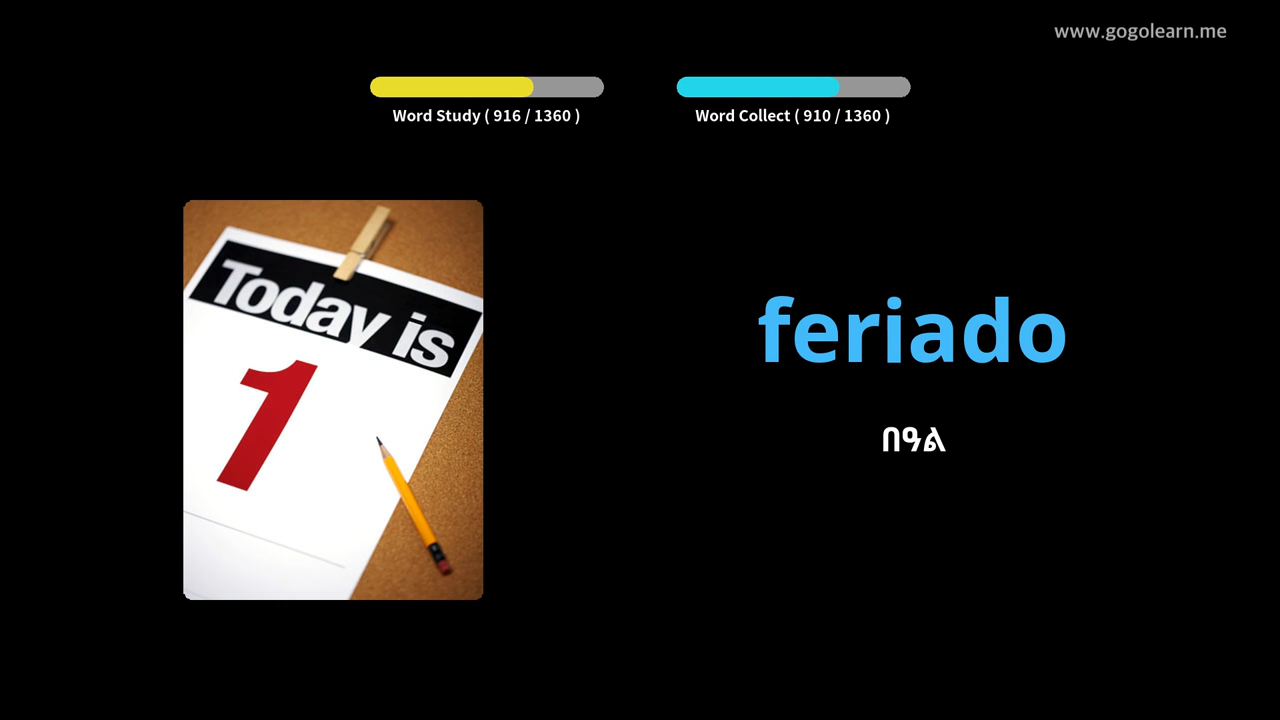 www.gogolearn.me
Word Study ( 916 / 1360 )
Word Collect ( 910 / 1360 )
Today is
1
feriado
በዓል